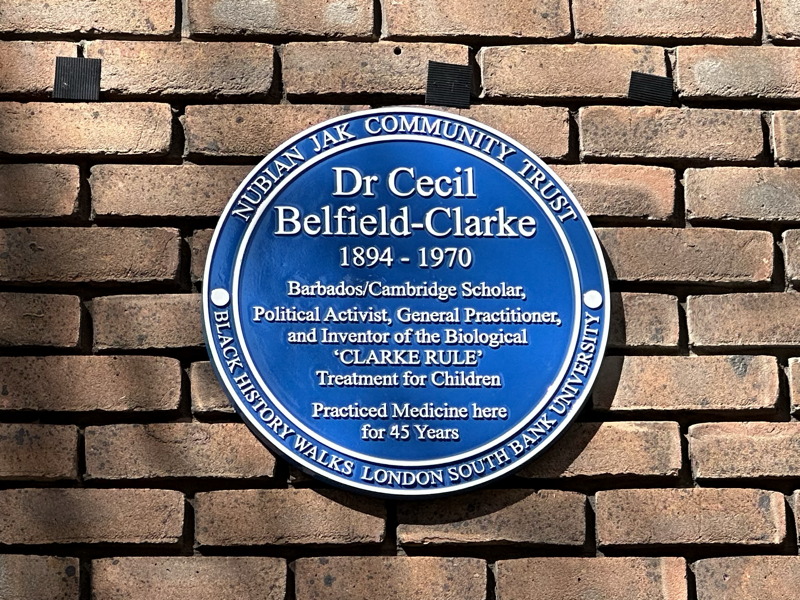 NUBIAN JAK COMMUNITY TRUST
Dr Cecil
Belfield-Clarke
1894 - 1970
Barbados/Cambridge Scholar,
Political Activist, General Practitioner,
and Inventor of the Biological
‘CLARKE RULE’
Treatment for Children
Practiced Medicine here
for 45 Years
BLACK HISTORY WALKS LONDON SOUTH BANK UNIVERSITY